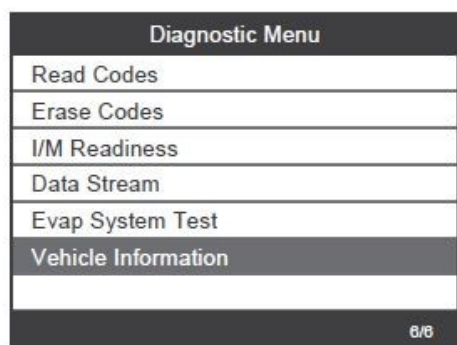 Diagnostic Menu
Read Codes
Erase Codes
I/M Readiness
Data Stream
Evap System Test
Vehicle Information
6/6